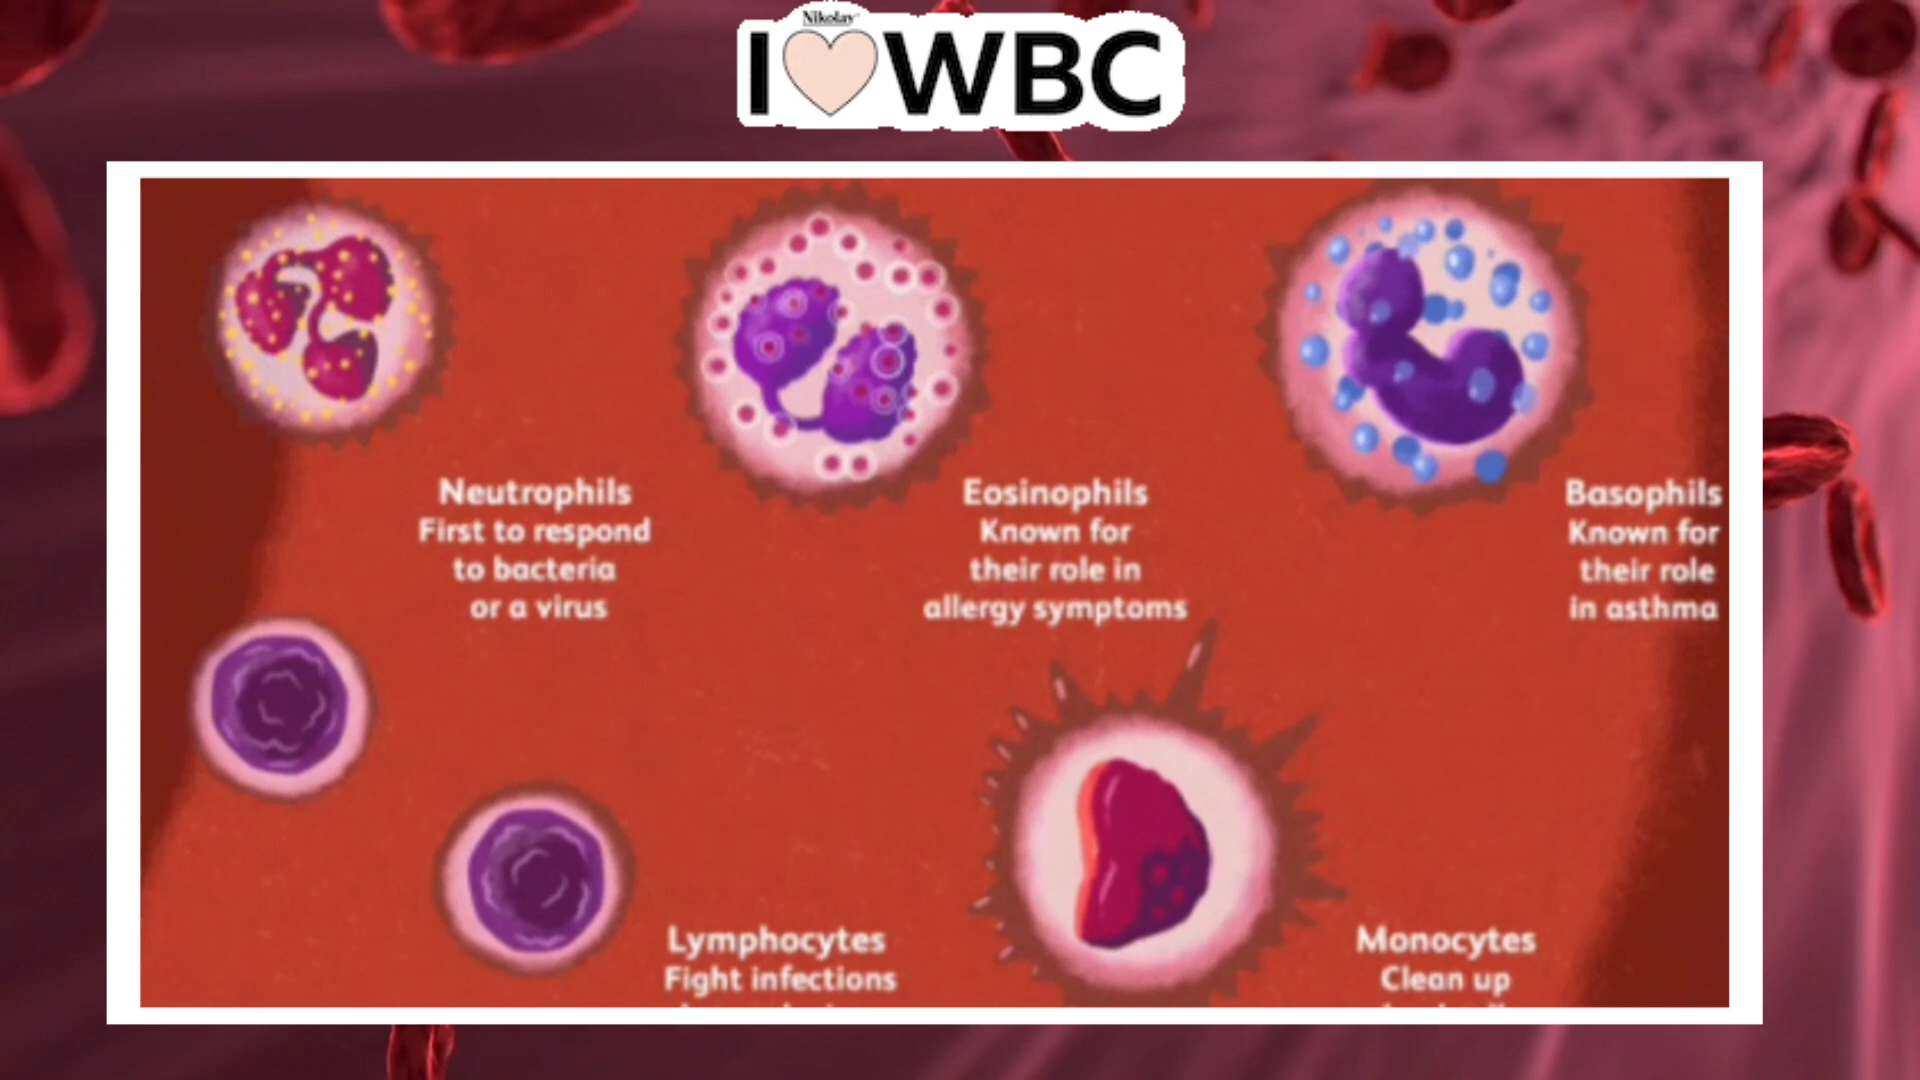 Nikolay
I WBC
Neutrophils
First to respond
to bacteria
or a virus
Eosinophils
Known for
their role in
allergy symptoms
Basophils
Known for
their role
in asthma
Lymphocytes
Fight infections
Monocytes
Clean up